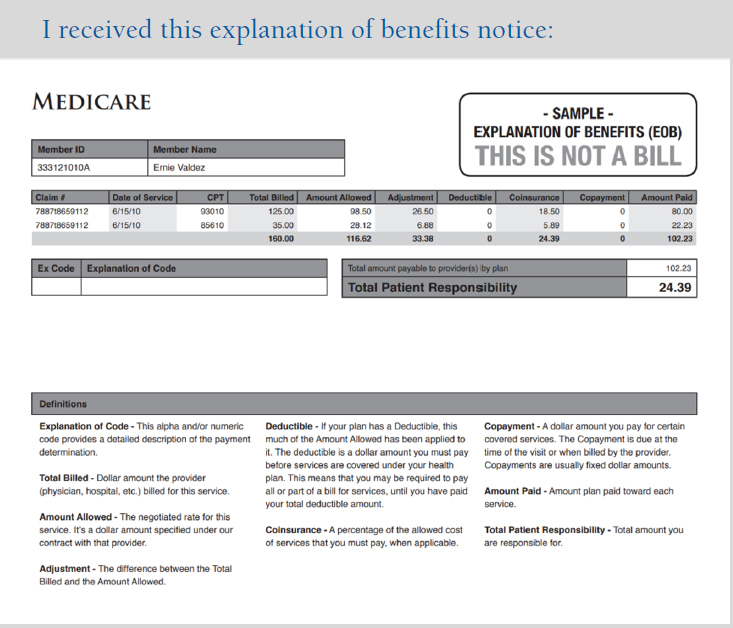 I received this explanation of benefits notice:
MEDICARE
- SAMPLE -
EXPLANATION OF BENEFITS (EOB)
THIS IS NOT A BILL
Member ID Member Name
333121010A Ernie Valdez
Claim # Date of Service CPT Total Billed Amount Allowed Adjustment Deductible Coinsurance Copayment Amount Paid
788718659112 6/15/10 93010 125.00 98.50 26.50 0 18.50 0 80.00
788718659112 6/15/10 85610 35.00 28.12 6.88 0 5.89 0 22.23
160.00 116.62 33.38 0 24.39 0 102.23
Ex Code Explanation of Code
Total amount payable to provider(s) by plan 102.23
Total Patient Responsibility 24.39
Definitions
Explanation of Code - This alpha and/or numeric
code provides a detailed description of the payment
determination.
Total Billed - Dollar amount the provider
(physician, hospital, etc.) billed for this service.
Amount Allowed - The negotiated rate for this
service. It's a dollar amount specified under our
contract with that provider.
Adjustment - The difference between the Total
Billed and the Amount Allowed.
Deductible - If your plan has a Deductible, this
much of the Amount Allowed has been applied to
it. The deductible is a dollar amount you must pay
before services are covered under your health
plan. This means that you may be required to pay
all or part of a bill for services, until you have paid
your total deductible amount.
Coinsurance - A percentage of the allowed cost
of services that you must pay, when applicable.
Copayment - A dollar amount you pay for certain
covered services. The Copayment is due at the
time of the visit or when billed by the provider.
Copayments are usually fixed dollar amounts.
Amount Paid - Amount plan paid toward each
service.
Total Patient Responsibility - Total amount you
are responsible for.